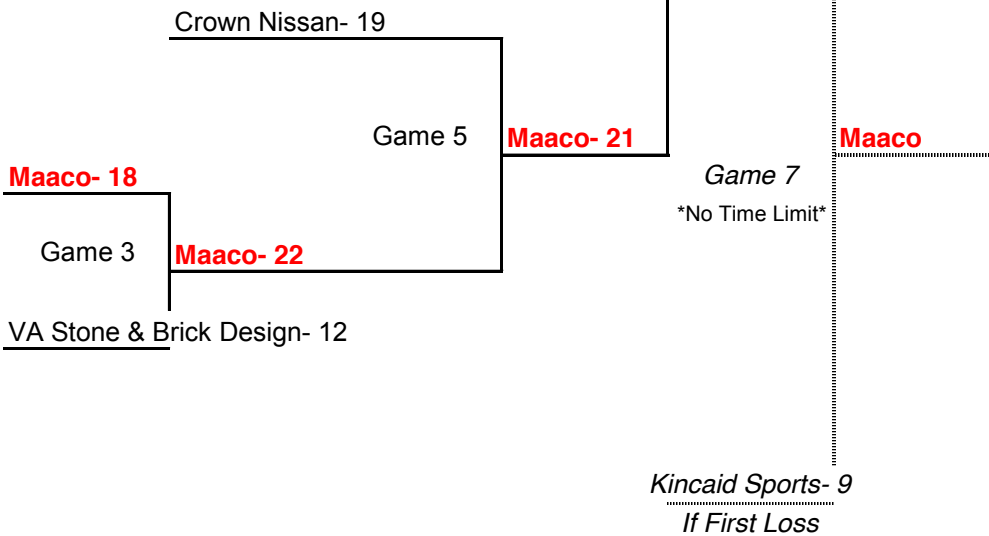 Crown Nissan- 19
Game 5
Maaco- 21
Maaco
Maaco- 18
Game 7
*No Time Limit*
Game 3
Maaco- 22
VA Stone & Brick Design- 12
Kincaid Sports- 9
If First Loss